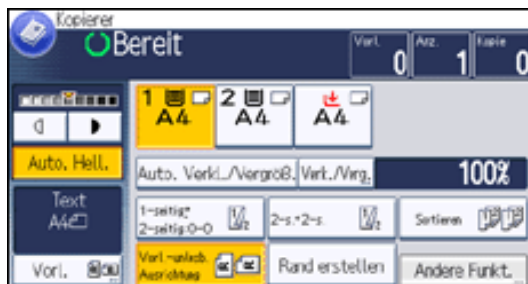 Kopierer
Bereit
Vorl. 0
Anz. 1
Kopie 0
1 A4
2 A4
A4
Auto. Hell.
Auto. Verkl./Vergröß.
Verk./Verg.
100%
Text
A4
1-seitig→
2-seitig:O-O
2-s.→2-s.
Sortieren
Vorl.
Vorl.-unlesb.
Ausrichtung
Rand erstellen
Andere Funkt.